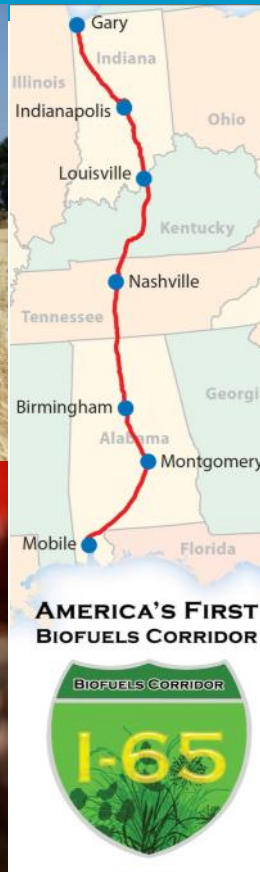 Gary
Indiana
Illinois
Indianapolis
Ohio
Louisville
Kentucky
Nashville
Tennessee
Georgi
Birmingham
Alabama
Montgomery
Mobile
Florida
AMERICA'S FIRST
BIOFUELS CORRIDOR
BIOFUELS CORRIDOR
I-65